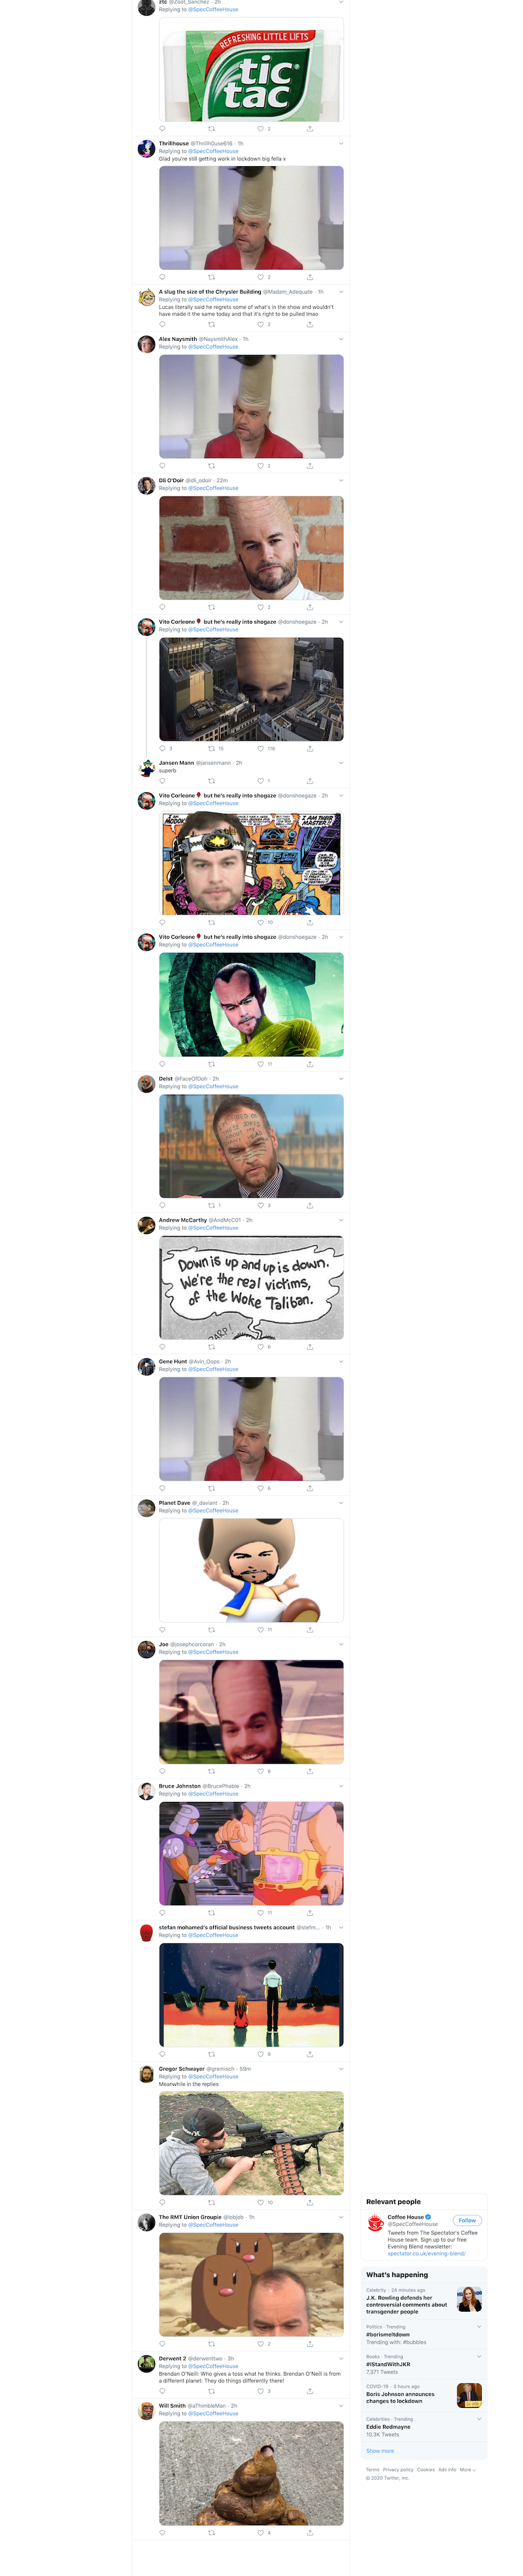 ztc @Zoot_Sanchez · 2h
Replying to @SpecCoffeeHouse
REFRESHING LITTLE LIFTS
tic
tac
2
Thrillhouse @Thrillh0use616 · 1h
Replying to @SpecCoffeeHouse
Glad you're still getting work in lockdown big fella x
2
A slug the size of the Chrysler Building @Madam_Adequate · 1h
Replying to @SpecCoffeeHouse
Lucas literally said he regrets some of what's in the show and wouldn't
have made it the same today and that it's right to be pulled lmao
2
Alex Naysmith @NaysmithAlex · 1h
Replying to @SpecCoffeeHouse
2
Dli O'Doir @dli_odoir · 22m
Replying to @SpecCoffeeHouse
2
Vito Corleone🌹 but he's really into shogaze @donshoegaze · 2h
Replying to @SpecCoffeeHouse
3 15 118
Jansen Mann @jansenmann · 2h
superb
1
Vito Corleone🌹 but he's really into shogaze @donshoegaze · 2h
Replying to @SpecCoffeeHouse
I AM THEIR
MASTER!
10
Vito Corleone🌹 but he's really into shogaze @donshoegaze · 2h
Replying to @SpecCoffeeHouse
11
Deist @FaceOfDoh · 2h
Replying to @SpecCoffeeHouse
THESE JOKES
ABOUT MY
HEAD
1 3
Andrew McCarthy @AndMcC01 · 2h
Replying to @SpecCoffeeHouse
Down is up and up is down.
We're the real victims,
of the Woke Taliban.
PARP!
6
Gene Hunt @Avin_Oops · 2h
Replying to @SpecCoffeeHouse
6
Planet Dave @_daviant · 2h
Replying to @SpecCoffeeHouse
11
Joe @josephcorcoran · 2h
Replying to @SpecCoffeeHouse
9
Bruce Johnston @BrucePhable · 2h
Replying to @SpecCoffeeHouse
11
stefan mohamed's official business tweets account @stefm... · 1h
Replying to @SpecCoffeeHouse
9
Gregor Schwayer @gremisch · 59m
Replying to @SpecCoffeeHouse
Meanwhile in the replies
10
The RMT Union Groupie @lobjob · 1h
Replying to @SpecCoffeeHouse
2
Derwent 2 @derwenttwo · 3h
Replying to @SpecCoffeeHouse
Brendan O'Neill: Who gives a toss what he thinks. Brendan O'Neill is from
a different planet: They do things differently there!
3
Will Smith @aThimbleMan · 2h
Replying to @SpecCoffeeHouse
4
Relevant people
Coffee House
@SpecCoffeeHouse
Follow
Tweets from The Spectator's Coffee
House team. Sign up to our free
Evening Blend newsletter:
spectator.co.uk/evening-blend/
What's happening
Celebrity · 24 minutes ago
J.K. Rowling defends her
controversial comments about
transgender people
Politics · Trending
#borismeltdown
Trending with: #bubbles
Books · Trending
#IStandWithJKR
7,371 Tweets
COVID-19 · 3 hours ago
Boris Johnson announces
changes to lockdown
Celebrities · Trending
Eddie Redmayne
10.3K Tweets
Show more
Terms Privacy policy Cookies Ads info More
© 2020 Twitter, Inc.